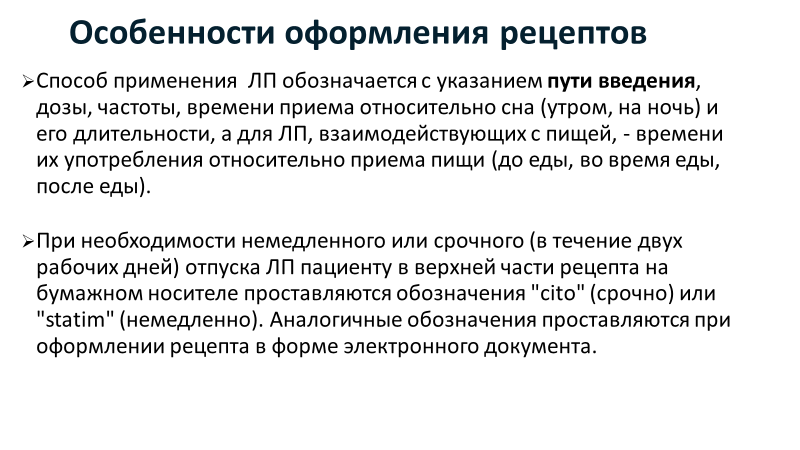 Особенности оформления рецептов
➢Способ применения ЛП обозначается с указанием пути введения,
дозы, частоты, времени приема относительно сна (утром, на ночь) и
его длительности, а для ЛП, взаимодействующих с пищей, - времени
их употребления относительно приема пищи (до еды, во время еды,
после еды).
➢При необходимости немедленного или срочного (в течение двух
рабочих дней) отпуска ЛП пациенту в верхней части рецепта на
бумажном носителе проставляются обозначения "cito" (срочно) или
"statim" (немедленно). Аналогичные обозначения проставляются при
оформлении рецепта в форме электронного документа.